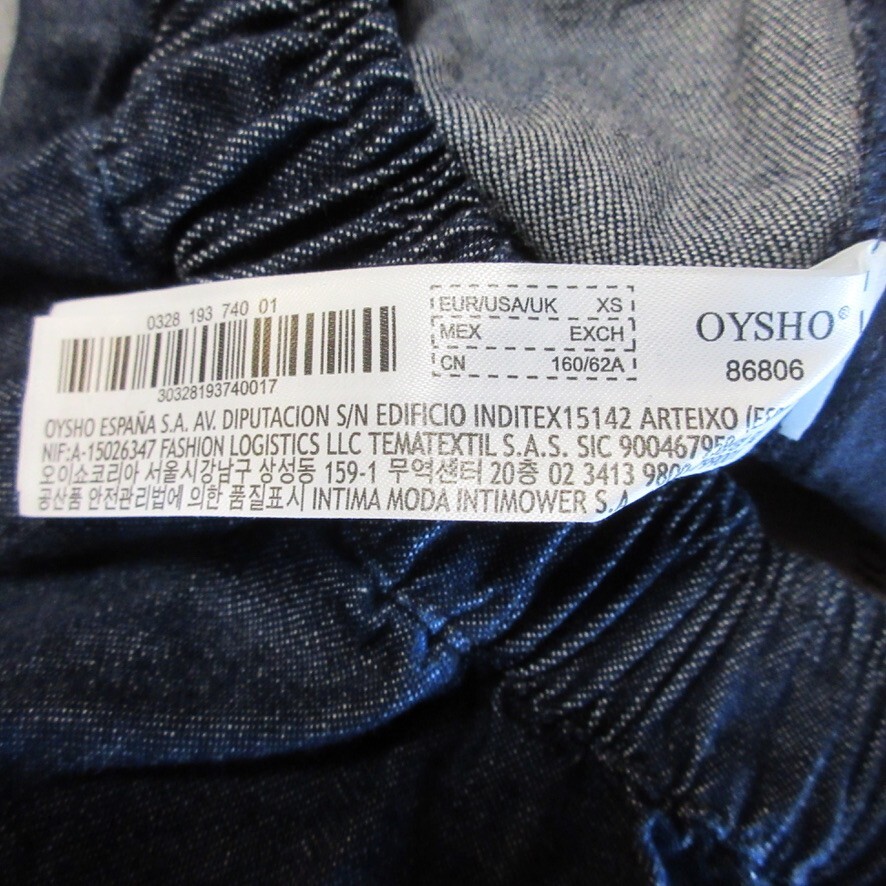 0328 193 740 01
30328193740017
EUR/USA/UK XS
MEX EXCH
CN 160/62A
OYSHO®
86806
OYSHO ESPAÑA S.A. AV. DIPUTACION S/N EDIFICIO INDITEX15142 ARTEIXO
NIF:A-15026347 FASHION LOGISTICS LLC TEMATEXTIL S.A.S. SIC
오이쇼코리아 서울시강남구 상성동 159-1 무역센터 20층 02 3413
공산품 안전관리법에 의한 품질표시 INTIMA MODA INTIMOWER S.A